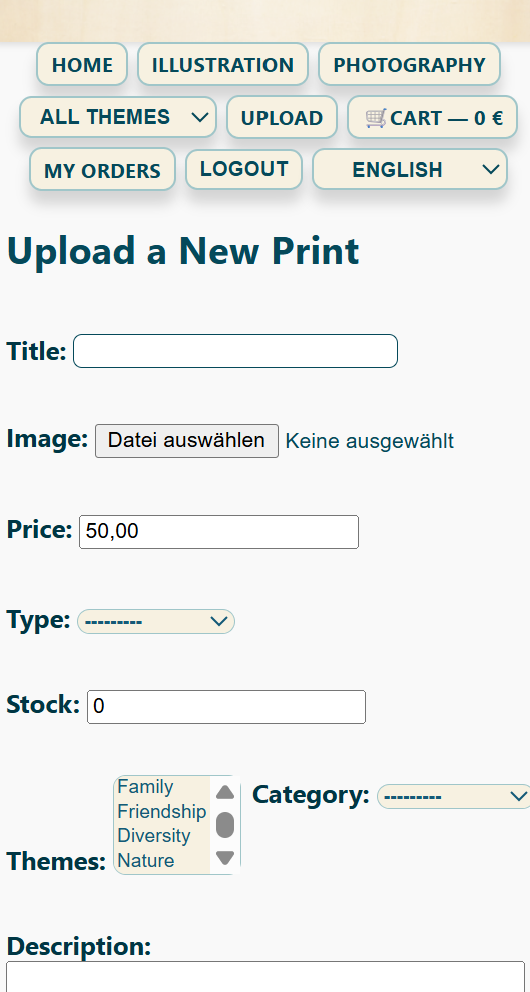 HOME ILLUSTRATION PHOTOGRAPHY
ALL THEMES UPLOAD 🛒CART — 0 €
MY ORDERS LOGOUT ENGLISH
Upload a New Print
Title:
Image: Datei auswählen Keine ausgewählt
Price: 50,00
Type: ---------
Stock: 0
Family
Friendship
Diversity
Nature
Themes:
Category: ---------
Description: